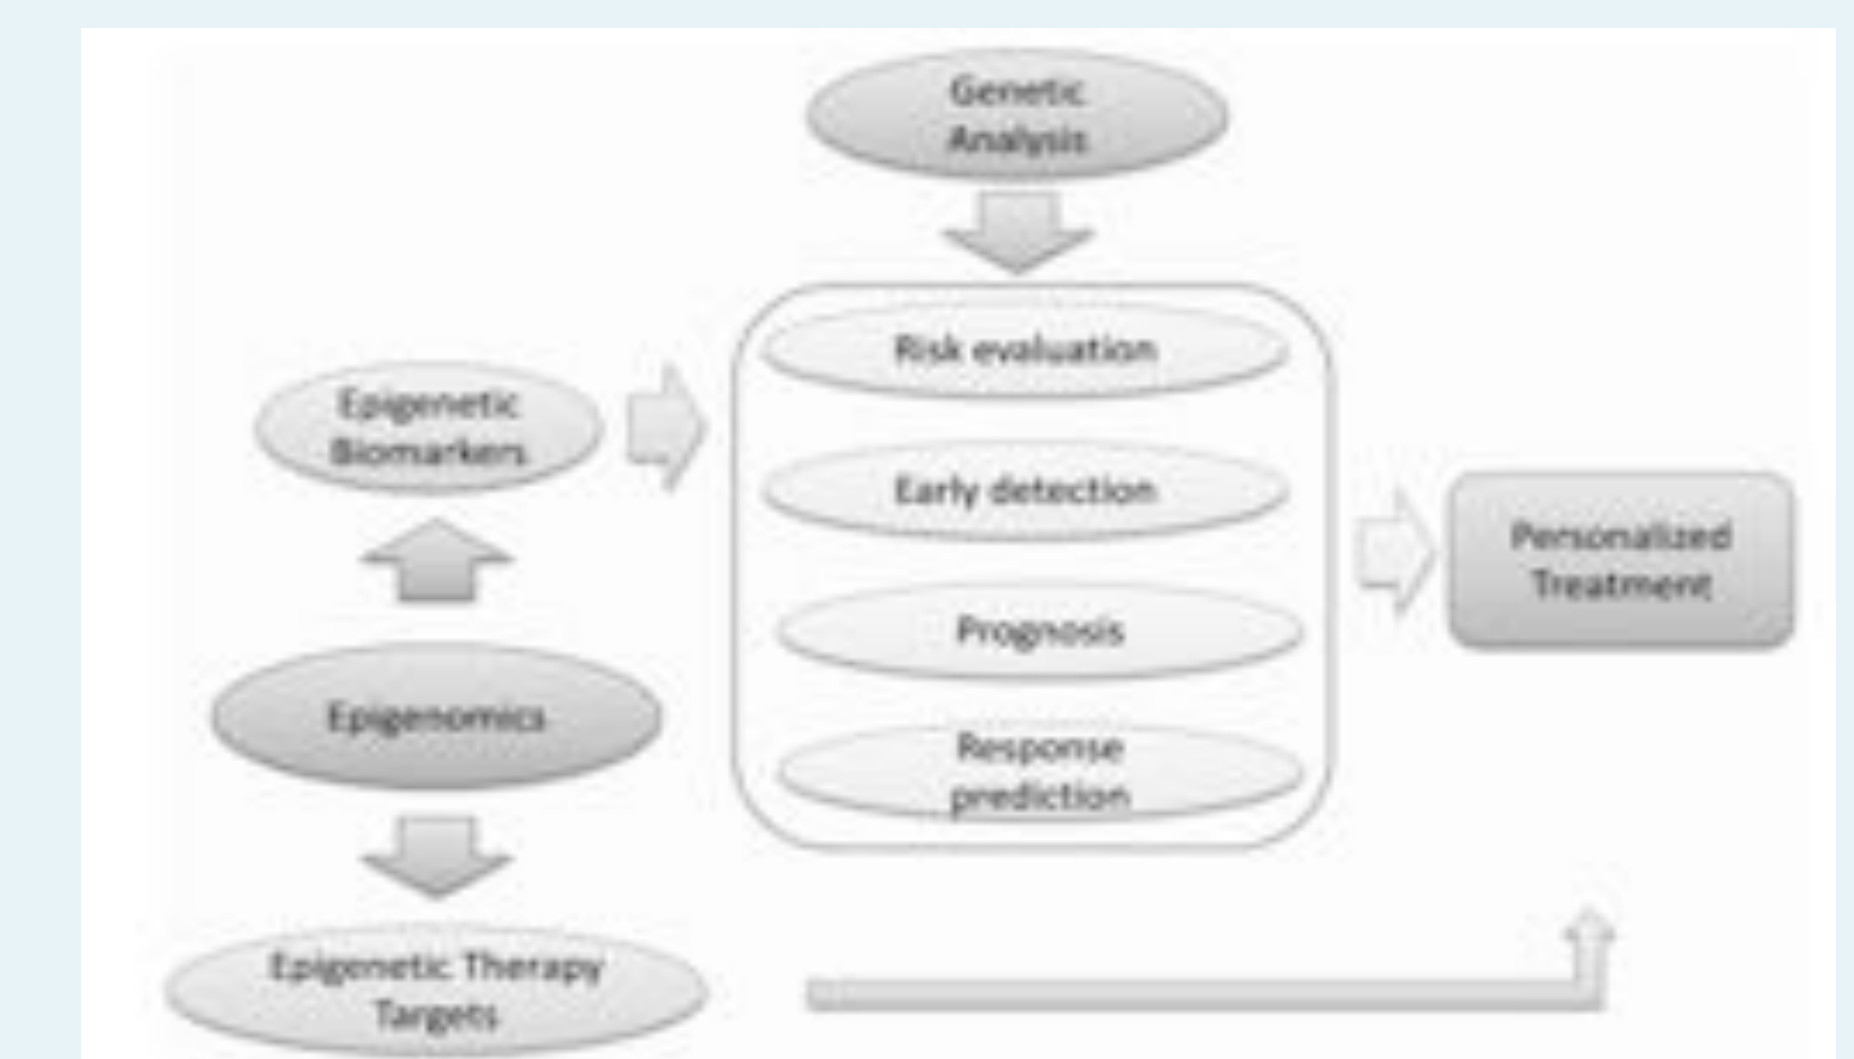 Genetic
Analysis
Risk evaluation
Epigenetic
Biomarkers
Early detection
Personalized
Treatment
Prognosis
Epigenomics
Response
prediction
Epigenetic Therapy
Targets